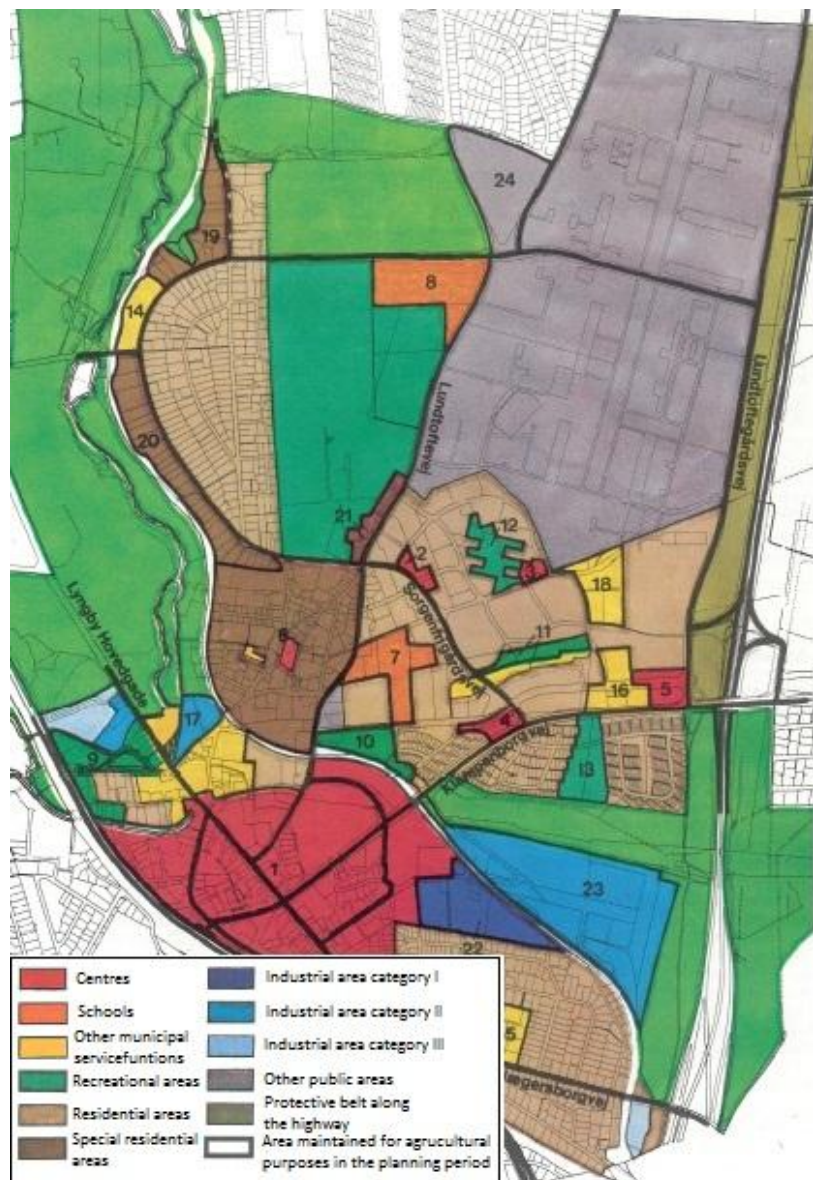 24
19
8
14
Lundtoftevej
Lundtoftegårdsvej
20
21
12
2
3
18
Sorgenfrigårdsvej
Lyngby Hovedgade
6
11
7
16
5
17
4
10
9
13
Klampenborgvej
1
23
22
5
Jægersborgvej
Centres
Schools
Other municipal
servicefuntions
Recreational areas
Residential areas
Special residential
areas
Industrial area category I
Industrial area category II
Industrial area category III
Other public areas
Protective belt along
the highway
Area maintained for agrucultural
purposes in the planning period